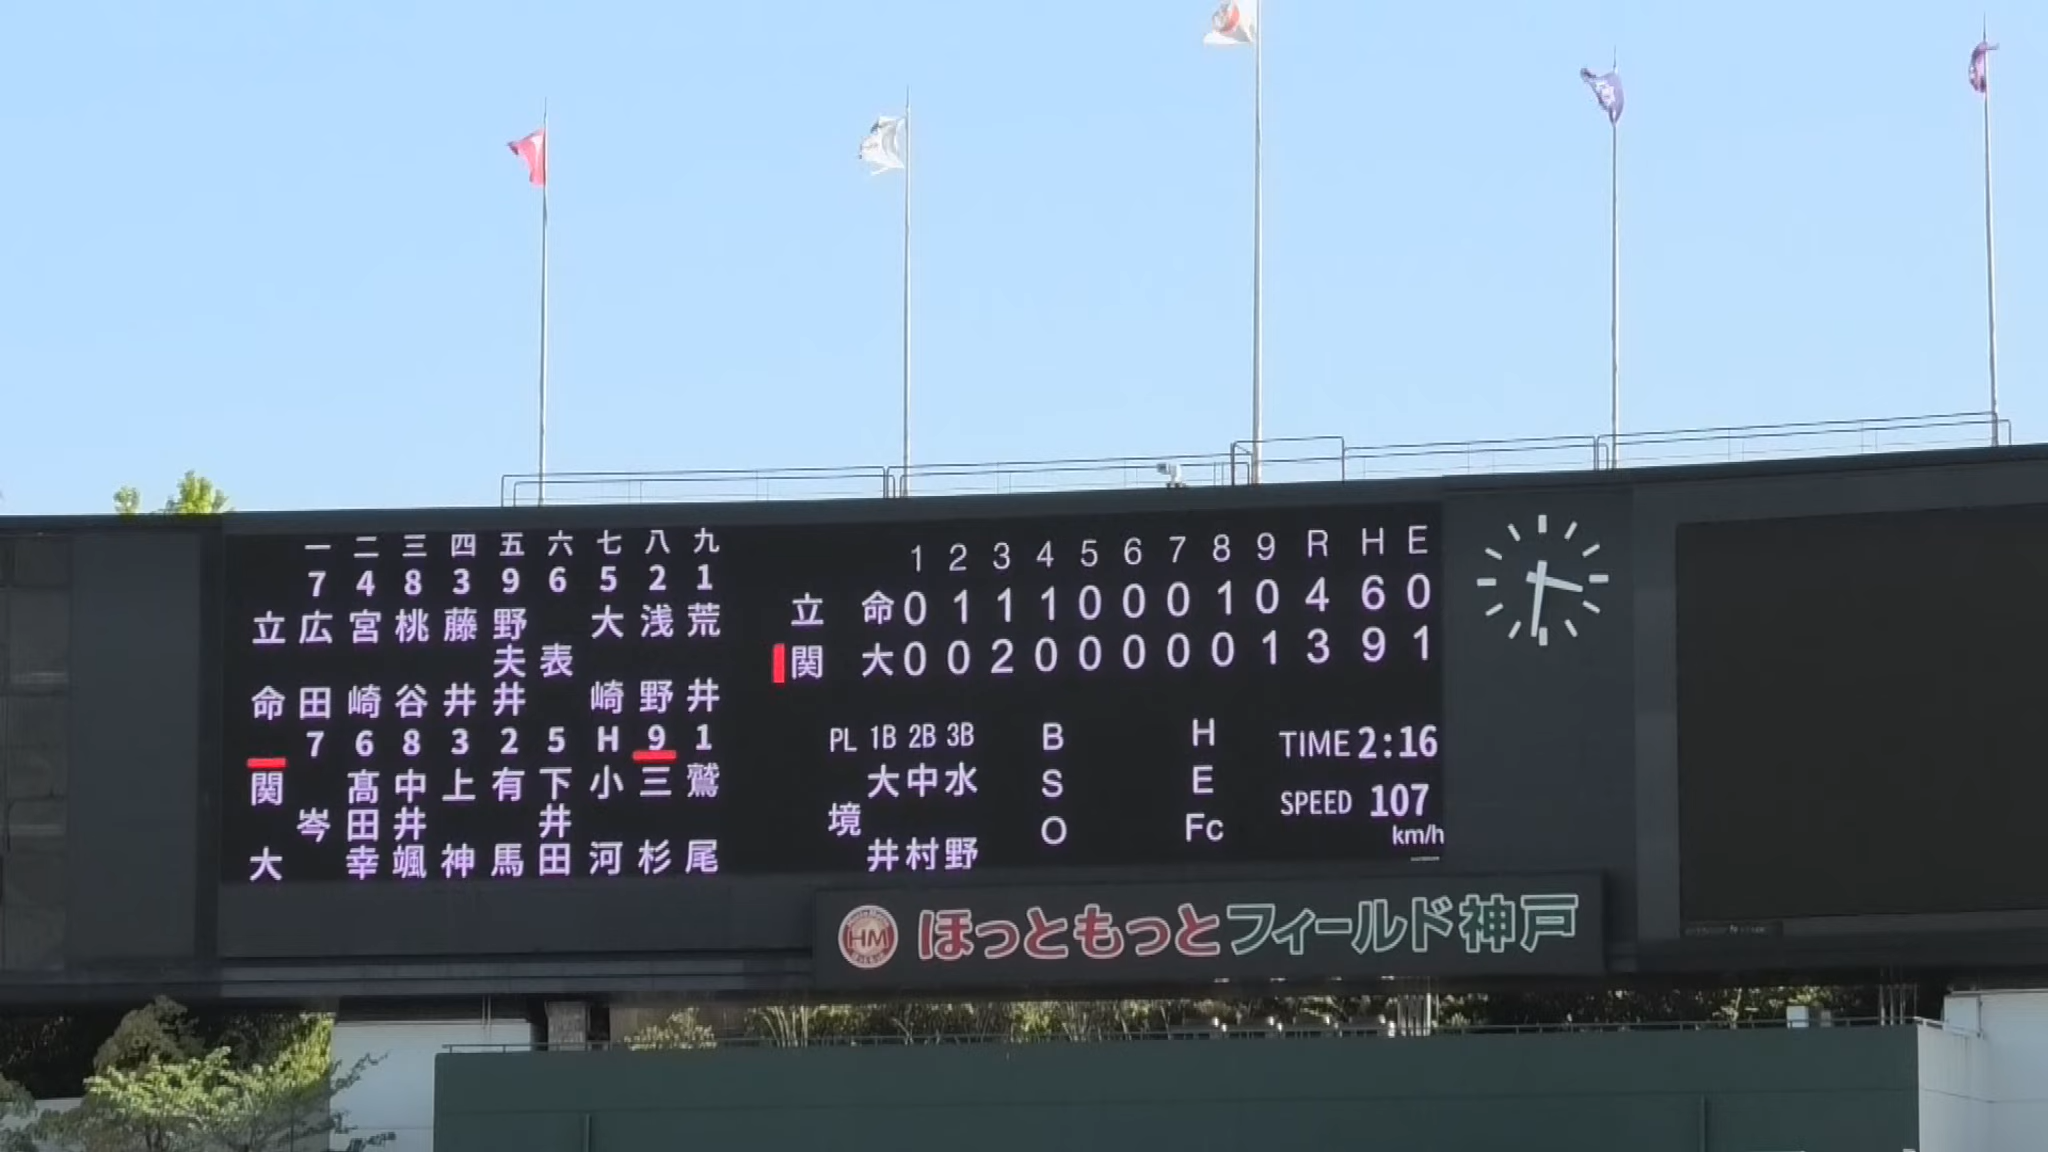 一 二 三 四 五 六 七 八 九
7 4 8 3 9 6 5 2 1
立命 広田 宮崎 桃谷 藤井 野夫井 表 大崎 浅野 荒井
7 6 8 3 2 5 H 9 1
関大 岑 髙田幸 中井颯 上神 有馬 下井田 小河 三杉 鷲尾
1 2 3 4 5 6 7 8 9 R H E
立命 0 1 1 1 0 0 0 1 0 4 6 0
関大 0 0 2 0 0 0 0 0 1 3 9 1
PL 1B 2B 3B
境 大井 中村 水野
B H
S E
O Fc
TIME 2:16
SPEED 107
km/h
HM ほっともっとフィールド神戸